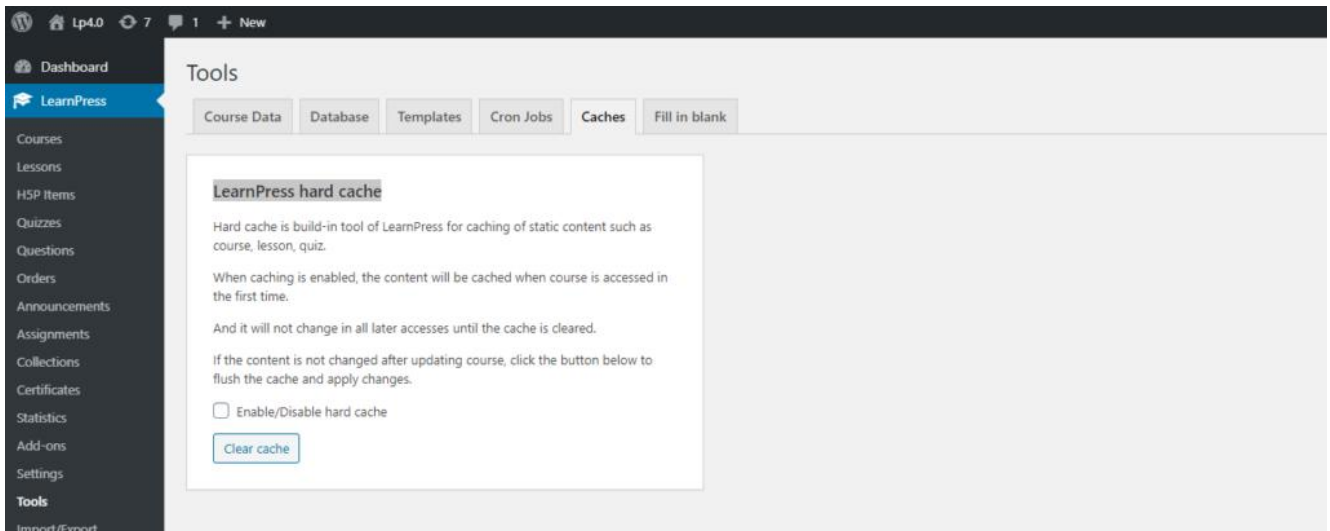 Lp4.0 7 1 New
Dashboard
LearnPress
Courses
Lessons
H5P Items
Quizzes
Questions
Orders
Announcements
Assignments
Collections
Certificates
Statistics
Add-ons
Settings
Tools
Import/Export
Tools
Course Data Database Templates Cron Jobs Caches Fill in blank
LearnPress hard cache
Hard cache is build-in tool of LearnPress for caching of static content such as
course, lesson, quiz.
When caching is enabled, the content will be cached when course is accessed in
the first time.
And it will not change in all later accesses until the cache is cleared.
If the content is not changed after updating course, click the button below to
flush the cache and apply changes.
Enable/Disable hard cache
Clear cache